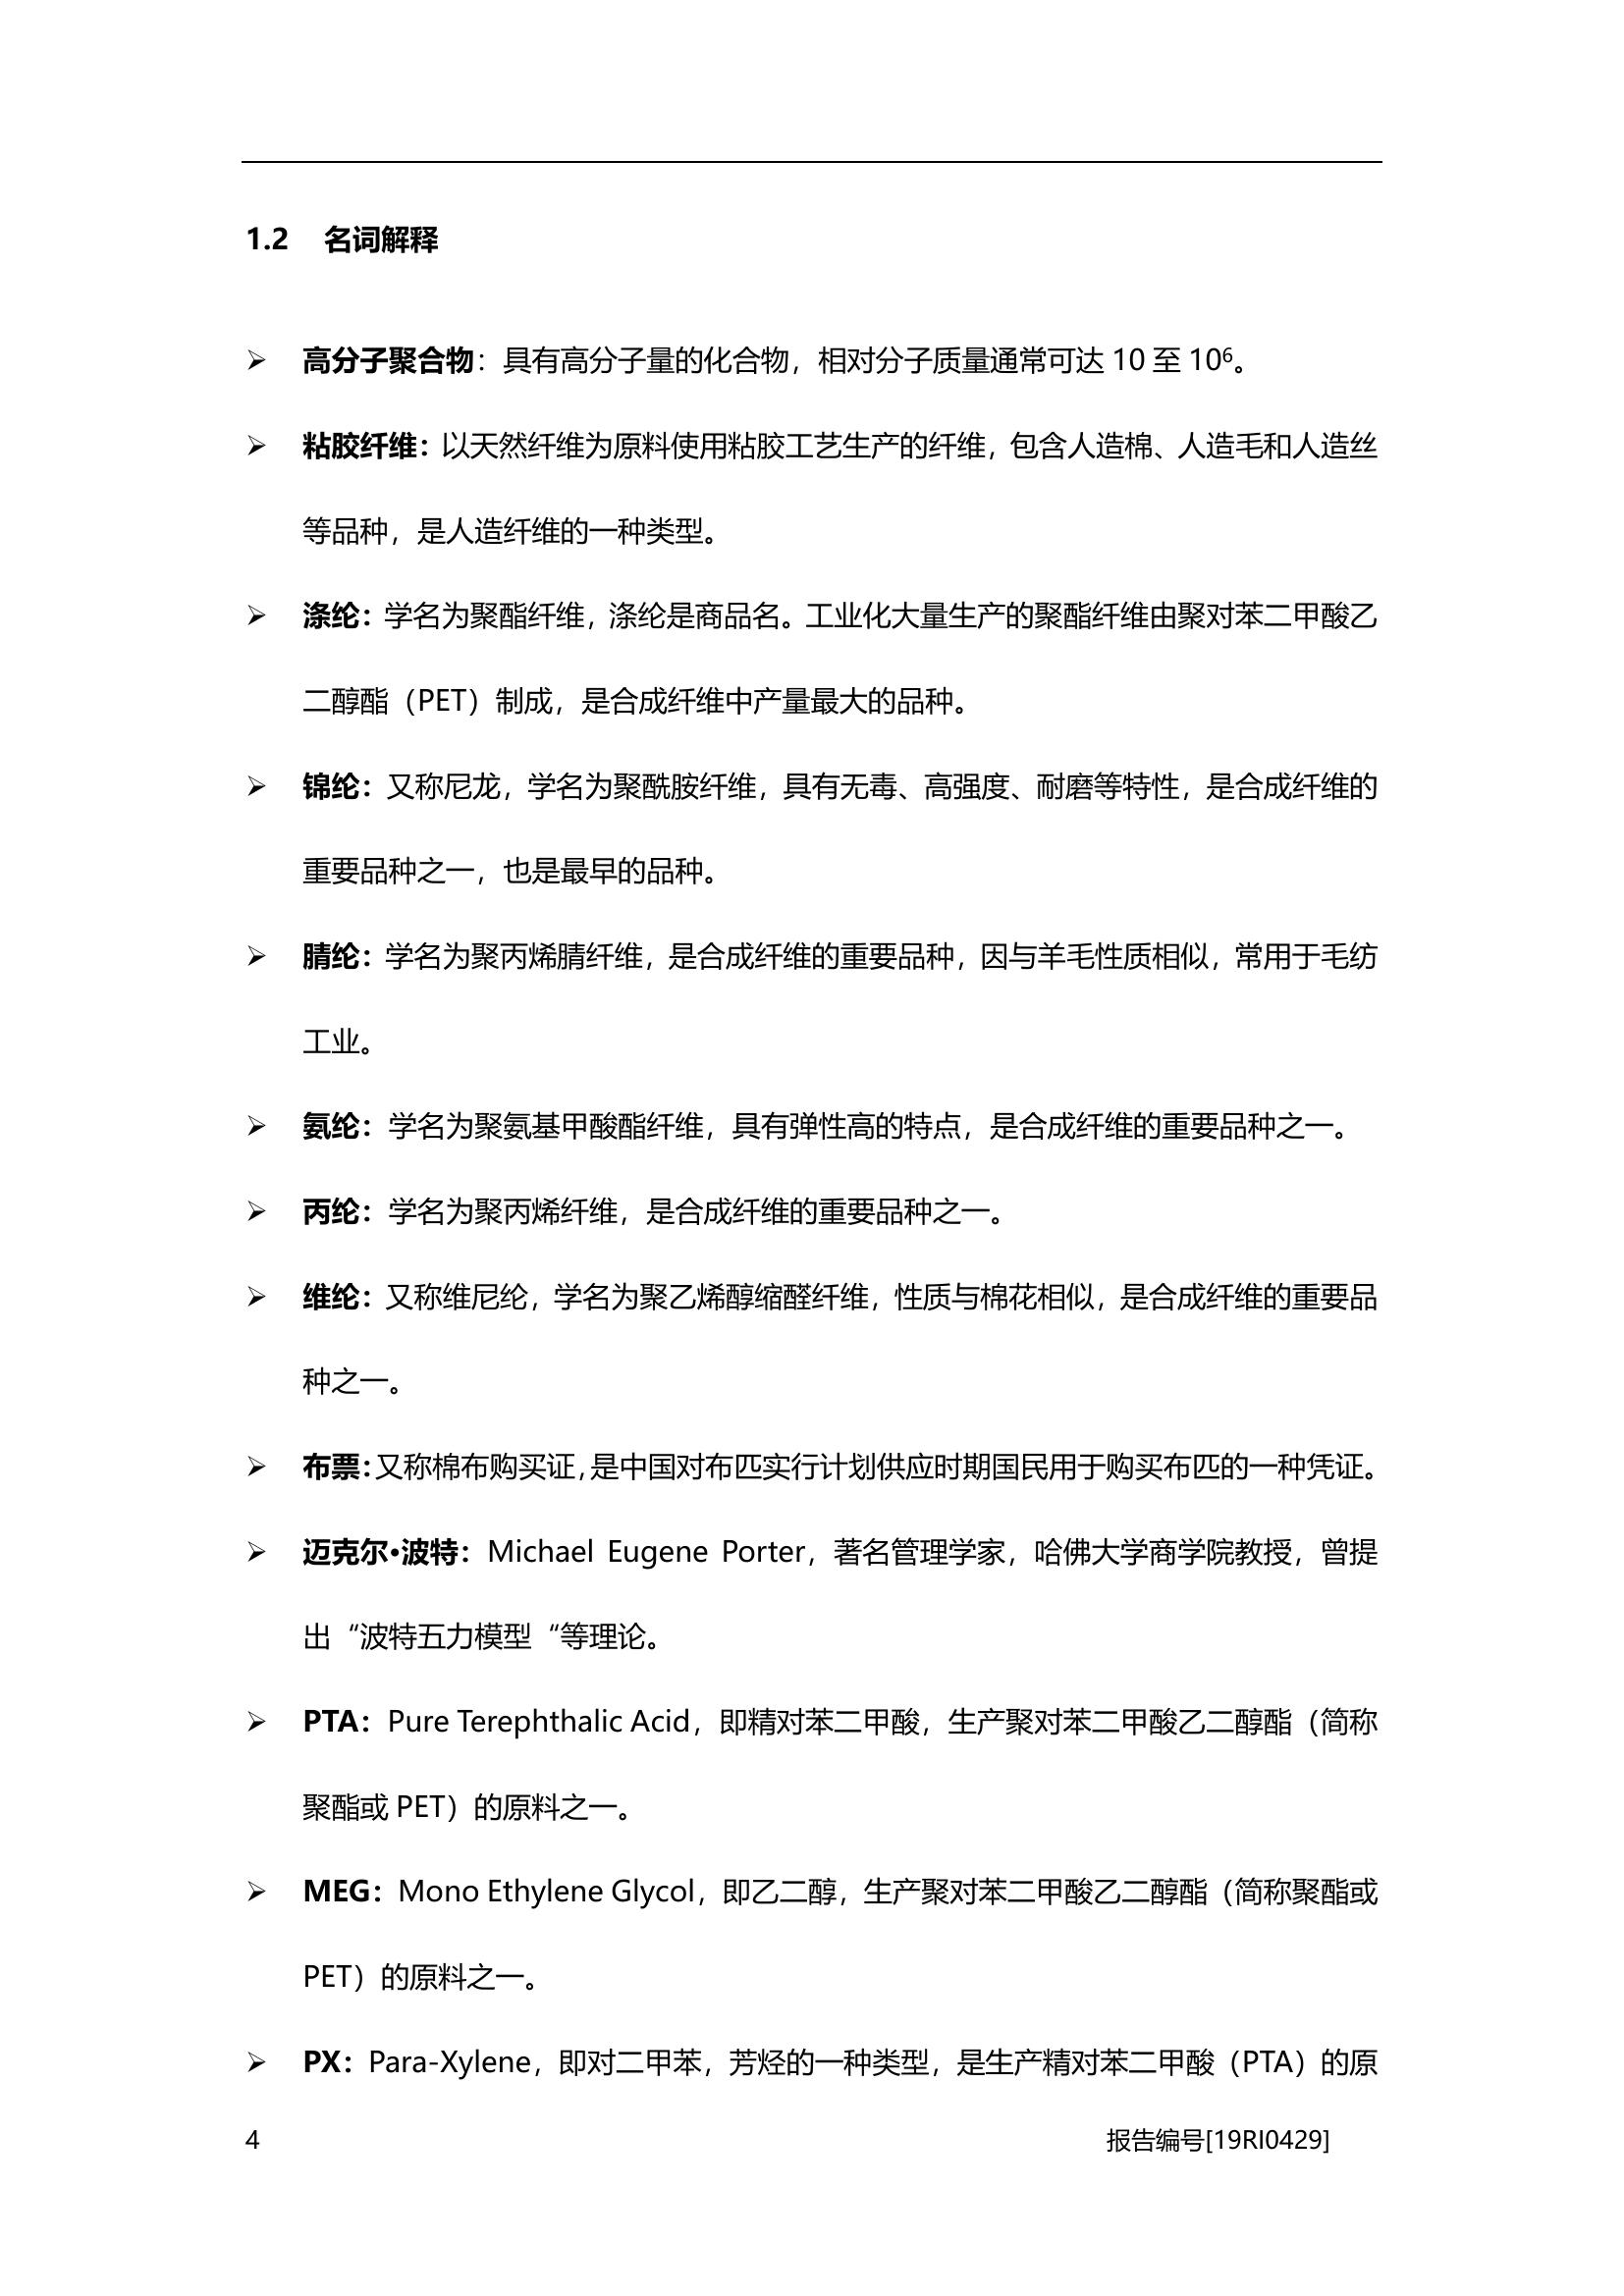 1.2 名词解释
➢ 高分子聚合物：具有高分子量的化合物，相对分子质量通常可达 10 至 10⁶。
➢ 粘胶纤维：以天然纤维为原料使用粘胶工艺生产的纤维，包含人造棉、人造毛和人造丝
等品种，是人造纤维的一种类型。
➢ 涤纶：学名为聚酯纤维，涤纶是商品名。工业化大量生产的聚酯纤维由聚对苯二甲酸乙
二醇酯（PET）制成，是合成纤维中产量最大的品种。
➢ 锦纶：又称尼龙，学名为聚酰胺纤维，具有无毒、高强度、耐磨等特性，是合成纤维的
重要品种之一，也是最早的品种。
➢ 腈纶：学名为聚丙烯腈纤维，是合成纤维的重要品种，因与羊毛性质相似，常用于毛纺
工业。
➢ 氨纶：学名为聚氨基甲酸酯纤维，具有弹性高的特点，是合成纤维的重要品种之一。
➢ 丙纶：学名为聚丙烯纤维，是合成纤维的重要品种之一。
➢ 维纶：又称维尼纶，学名为聚乙烯醇缩醛纤维，性质与棉花相似，是合成纤维的重要品
种之一。
➢ 布票：又称棉布购买证，是中国对布匹实行计划供应时期国民用于购买布匹的一种凭证。
➢ 迈克尔•波特：Michael Eugene Porter，著名管理学家，哈佛大学商学院教授，曾提
出“波特五力模型“等理论。
➢ PTA：Pure Terephthalic Acid，即精对苯二甲酸，生产聚对苯二甲酸乙二醇酯（简称
聚酯或 PET）的原料之一。
➢ MEG：Mono Ethylene Glycol，即乙二醇，生产聚对苯二甲酸乙二醇酯（简称聚酯或
PET）的原料之一。
➢ PX：Para-Xylene，即对二甲苯，芳烃的一种类型，是生产精对苯二甲酸（PTA）的原
4 报告编号[19RI0429]